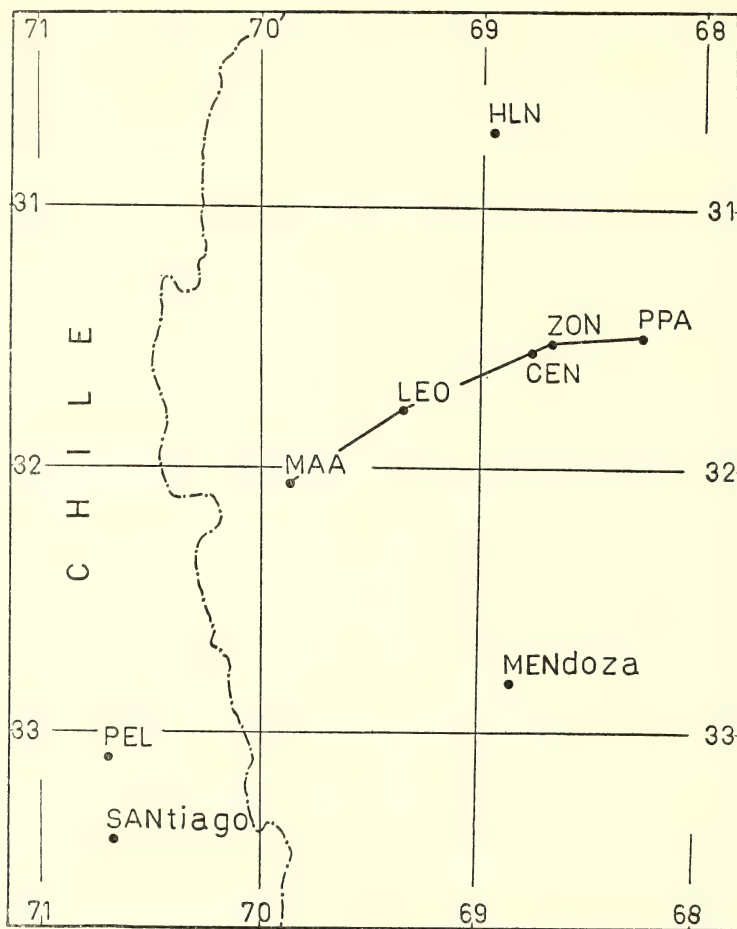 71 70 69 68
HLN
31 31
ZON PPA
CEN
LEO
CHILE
32 MAA 32
MENdoza
33 PEL 33
SANtiago
71 70 69 68